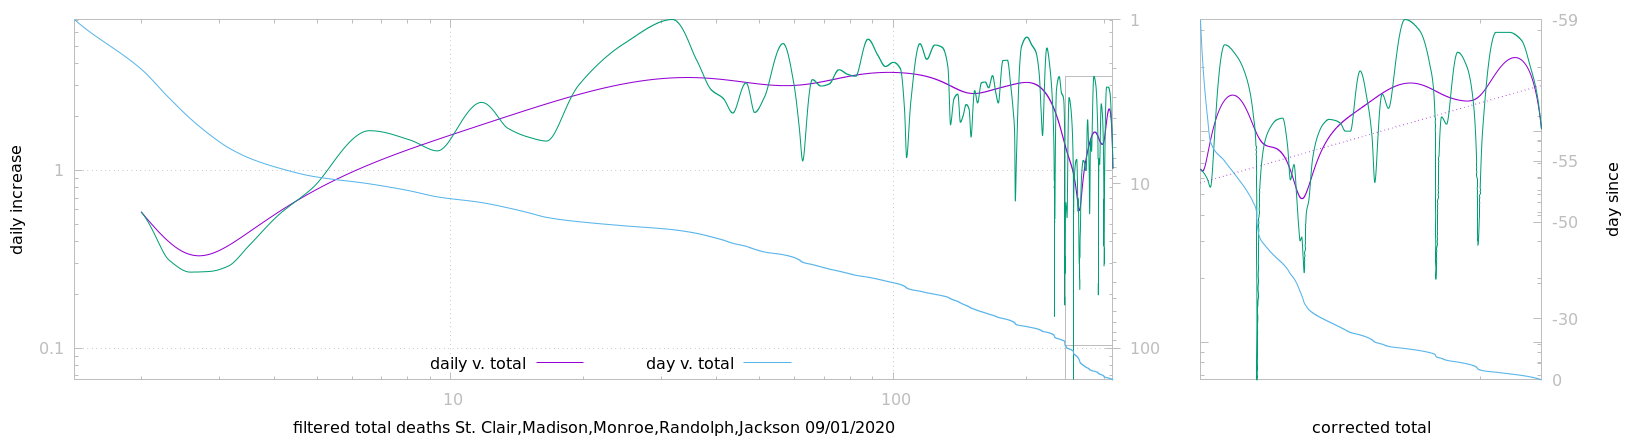 daily increase
1
0.1
10
100
daily v. total
day v. total
1
10
100
filtered total deaths St. Clair,Madison,Monroe,Randolph,Jackson 09/01/2020
-59
-55
-50
-30
0
day since
corrected total